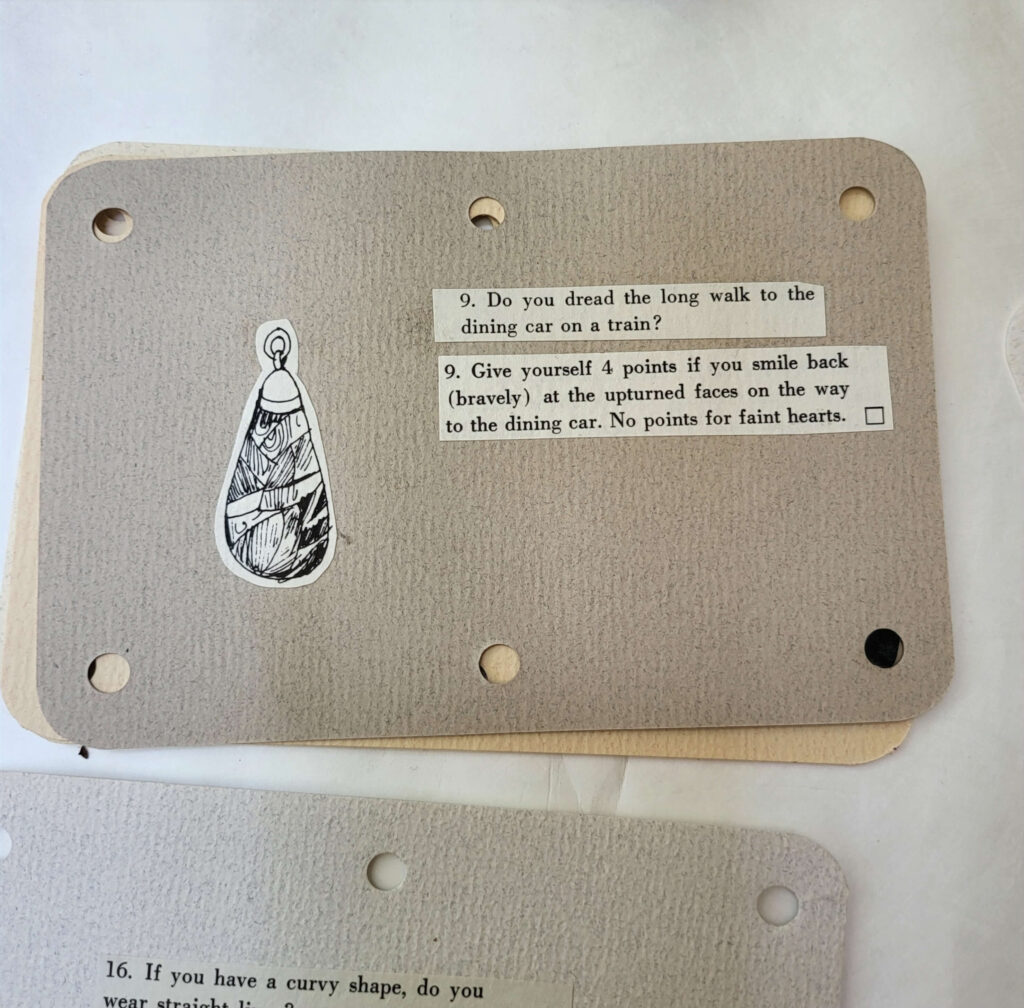 9. Do you dread the long walk to the
dining car on a train?
9. Give yourself 4 points if you smile back
(bravely) at the upturned faces on the way
to the dining car. No points for faint hearts.
16. If you have a curvy shape, do you
wear straight